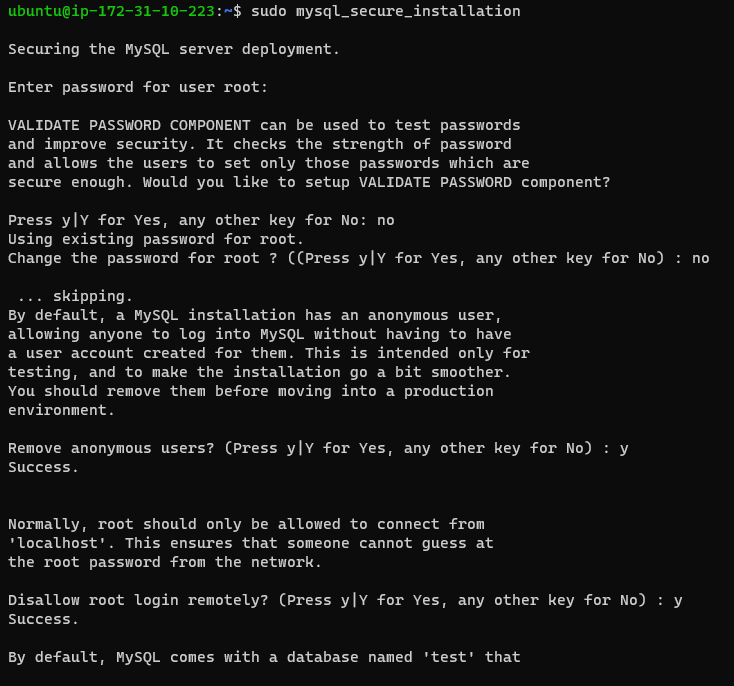 ubuntu@ip-172-31-10-223:~$ sudo mysql_secure_installation
Securing the MySQL server deployment.
Enter password for user root:
VALIDATE PASSWORD COMPONENT can be used to test passwords
and improve security. It checks the strength of password
and allows the users to set only those passwords which are
secure enough. Would you like to setup VALIDATE PASSWORD component?
Press y|Y for Yes, any other key for No: no
Using existing password for root.
Change the password for root ? ((Press y|Y for Yes, any other key for No) : no
 ... skipping.
By default, a MySQL installation has an anonymous user,
allowing anyone to log into MySQL without having to have
a user account created for them. This is intended only for
testing, and to make the installation go a bit smoother.
You should remove them before moving into a production
environment.
Remove anonymous users? (Press y|Y for Yes, any other key for No) : y
Success.
Normally, root should only be allowed to connect from
'localhost'. This ensures that someone cannot guess at
the root password from the network.
Disallow root login remotely? (Press y|Y for Yes, any other key for No) : y
Success.
By default, MySQL comes with a database named 'test' that